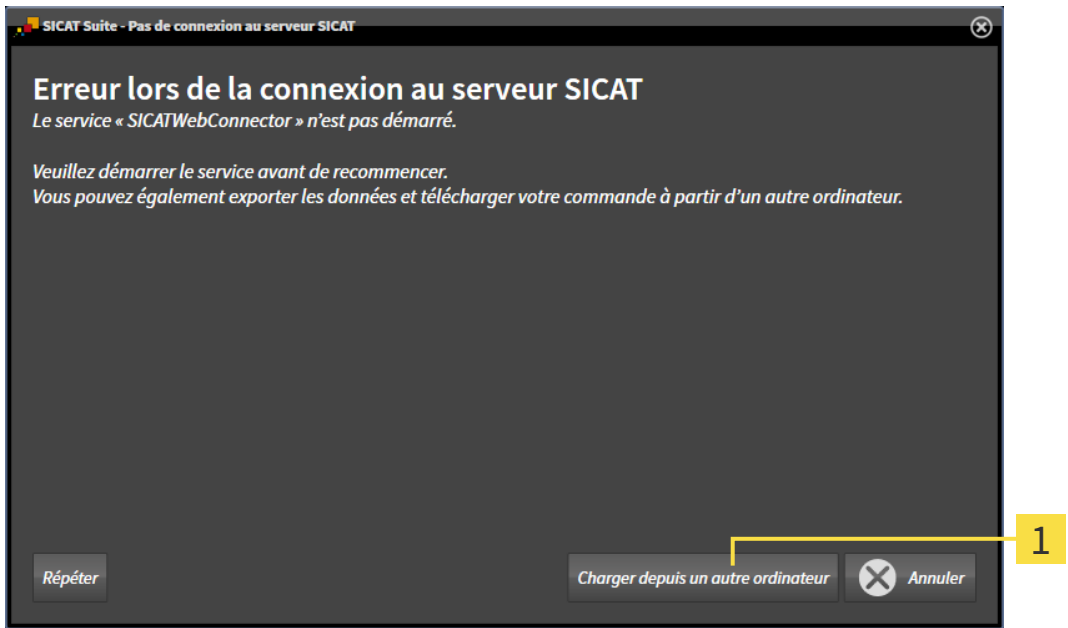 SICAT Suite - Pas de connexion au serveur SICAT
Erreur lors de la connexion au serveur SICAT
Le service « SICATWebConnector » n'est pas démarré.
Veuillez démarrer le service avant de recommencer.
Vous pouvez également exporter les données et télécharger votre commande à partir d'un autre ordinateur.
1
Répéter
Charger depuis un autre ordinateur
Annuler